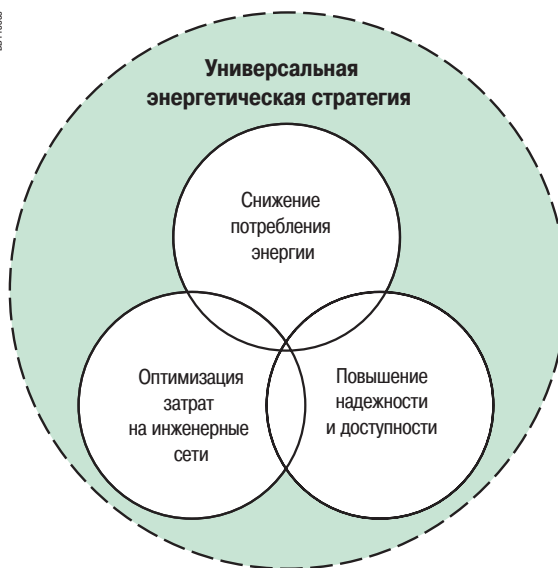 Универсальная
энергетическая стратегия
Снижение
потребления
энергии
Оптимизация
затрат
на инженерные
сети
Повышение
надежности
и доступности